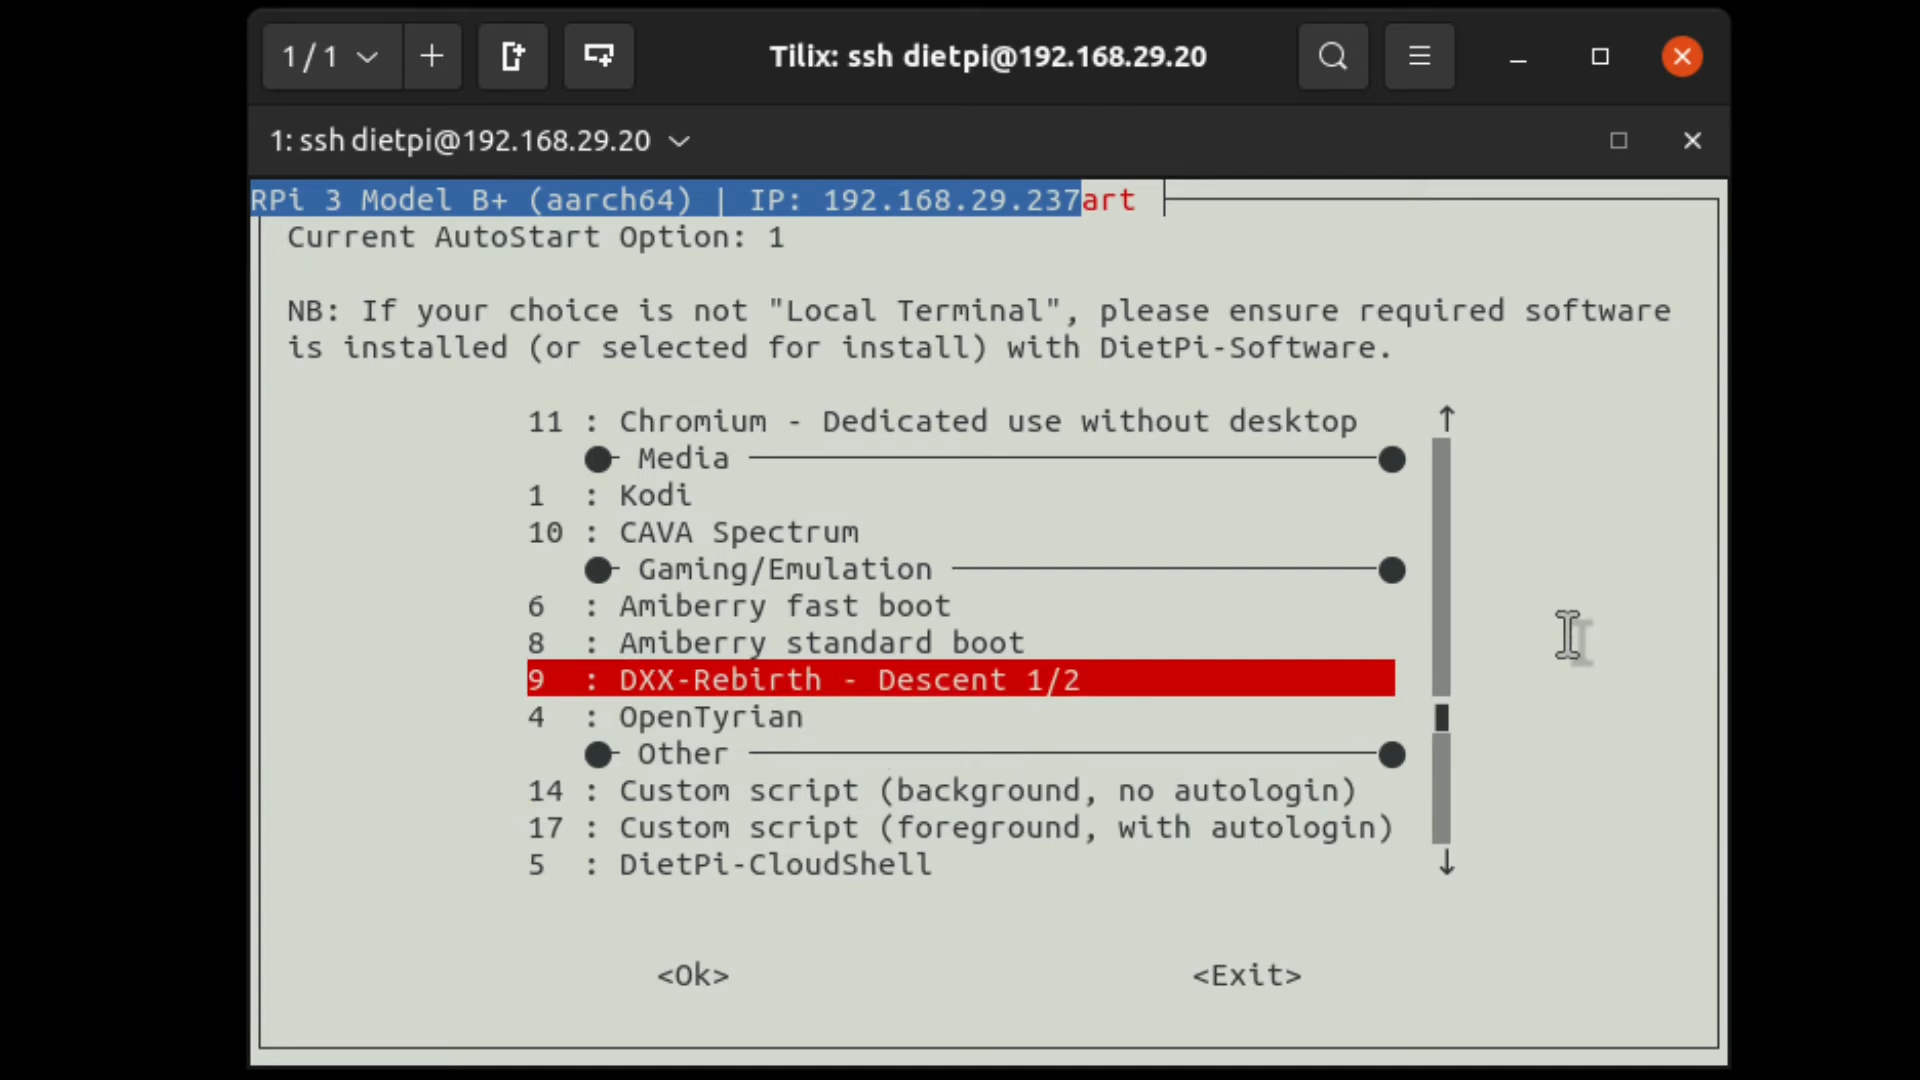 1 / 1
Tilix: ssh dietpi@192.168.29.20
1: ssh dietpi@192.168.29.20
RPi 3 Model B+ (aarch64) | IP: 192.168.29.237art
Current AutoStart Option: 1
NB: If your choice is not "Local Terminal", please ensure required software
is installed (or selected for install) with DietPi-Software.
11 : Chromium - Dedicated use without desktop
Media
1 : Kodi
10 : CAVA Spectrum
Gaming/Emulation
6 : Amiberry fast boot
8 : Amiberry standard boot
9 : DXX-Rebirth - Descent 1/2
4 : OpenTyrian
Other
14 : Custom script (background, no autologin)
17 : Custom script (foreground, with autologin)
5 : DietPi-CloudShell
<Ok> <Exit>